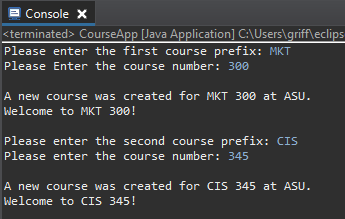 Console
<terminated> CourseApp [Java Application] C:\Users\griff\eclips
Please enter the first course prefix: MKT
Please Enter the course number: 300
A new course was created for MKT 300 at ASU.
Welcome to MKT 300!
Please enter the second course prefix: CIS
Please enter the course number: 345
A new course was created for CIS 345 at ASU.
Welcome to CIS 345!